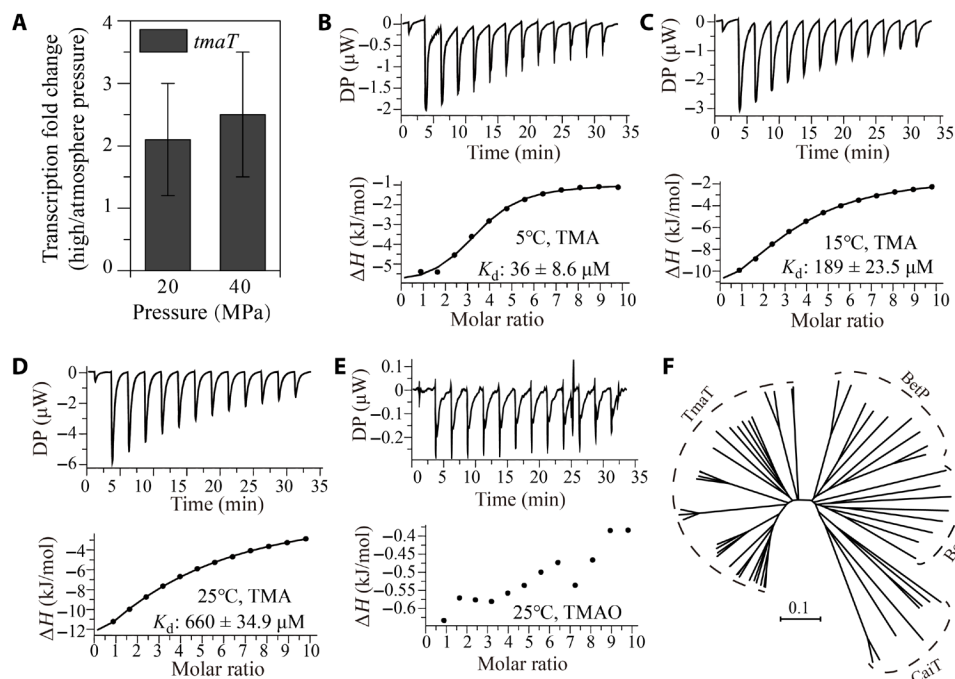 A
Transcription fold change
(high/atmosphere pressure)
4
3
2
1
0
tmaT
20
40
Pressure (MPa)
B
DP (μW)
0
−0.5
−1
−1.5
−2
0 5 10 15 20 25 30 35
Time (min)
ΔH (kJ/mol)
−1
−2
−3
−4
−5
5°C, TMA
Kd: 36 ± 8.6 μM
0 1 2 3 4 5 6 7 8 9 10
Molar ratio
C
DP (μW)
0
−1
−2
−3
0 5 10 15 20 25 30 35
Time (min)
ΔH (kJ/mol)
−2
−4
−6
−8
−10
15°C, TMA
Kd: 189 ± 23.5 μM
0 1 2 3 4 5 6 7 8 9 10
Molar ratio
D
DP (μW)
0
−2
−4
−6
0 5 10 15 20 25 30 35
Time (min)
ΔH (kJ/mol)
−4
−6
−8
−10
−12
25°C, TMA
Kd: 660 ± 34.9 μM
0 1 2 3 4 5 6 7 8 9 10
Molar ratio
E
DP (μW)
0.1
0
−0.1
−0.2
0 5 10 15 20 25 30 35
Time (min)
ΔH (kJ/mol)
−0.4
−0.45
−0.5
−0.55
−0.6
25°C, TMAO
0 1 2 3 4 5 6 7 8 9 10
Molar ratio
F
TmaT
BetP
CaiT
0.1